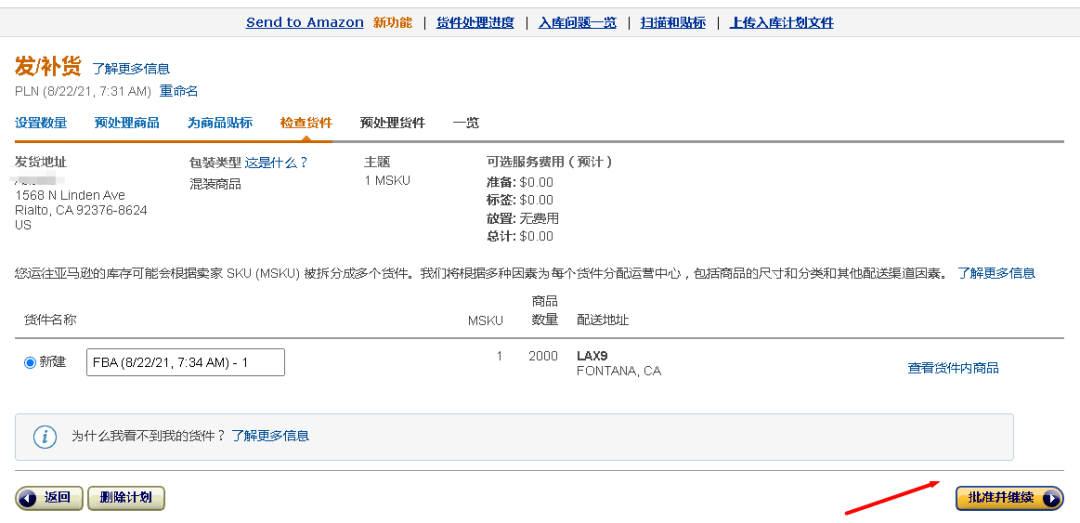 Send to Amazon 新功能 | 货件处理进度 | 入库问题一览 | 扫描和贴标 | 上传入库计划文件
发/补货 了解更多信息
PLN (8/22/21, 7:31 AM) 重命名
设置数量 预处理商品 为商品贴标 检查货件 预处理货件 一览
发货地址 包装类型 这是什么？ 主题 可选服务费用（预计）
混装商品 1 MSKU 准备: $0.00
1568 N Linden Ave 标签: $0.00
Rialto, CA 92376-8624 放置: 无费用
US 总计: $0.00
您运往亚马逊的库存可能会根据卖家 SKU (MSKU) 被拆分成多个货件。我们将根据多种因素为每个货件分配运营中心，包括商品的尺寸和分类和其他配送渠道因素。 了解更多信息
货件名称 MSKU 商品数量 配送地址
新建 FBA (8/22/21, 7:34 AM) - 1 1 2000 LAX9
FONTANA, CA 查看货件内商品
为什么我看不到我的货件？ 了解更多信息
返回 删除计划 批准并继续